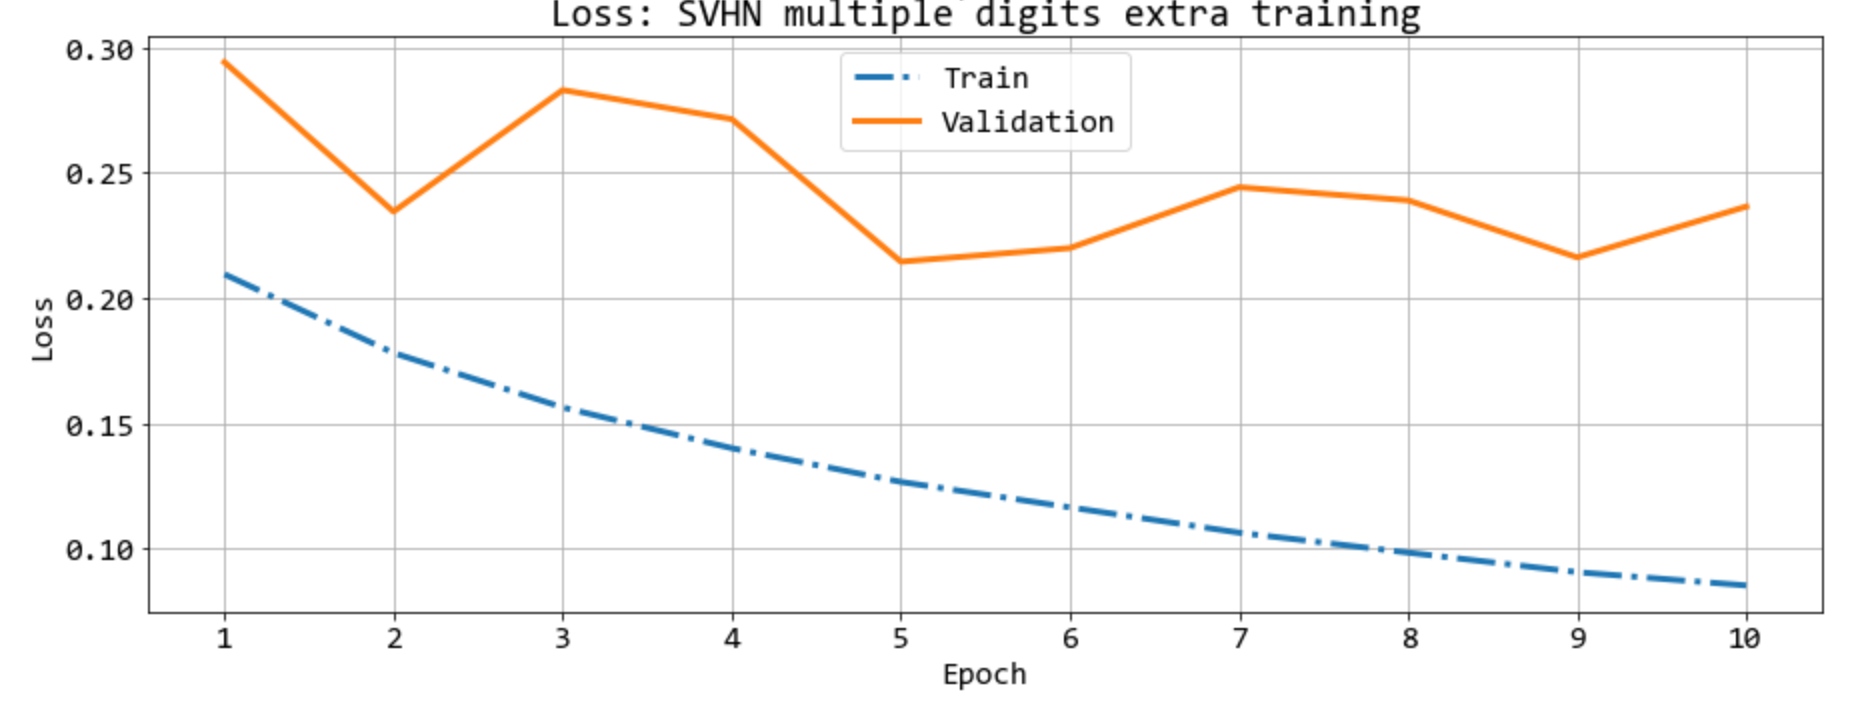 Loss: SVHN multiple digits extra training
0.30
0.25
0.20
0.15
0.10
Loss
Train
Validation
1 2 3 4 5 6 7 8 9 10
Epoch